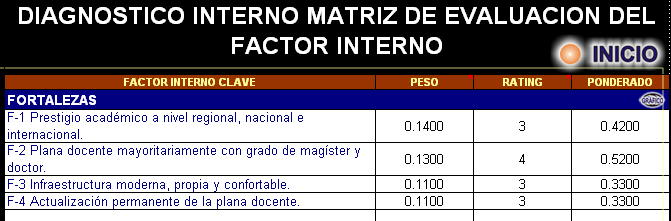 DIAGNOSTICO INTERNO MATRIZ DE EVALUACION DEL
FACTOR INTERNO
INICIO
FACTOR INTERNO CLAVE PESO RATING PONDERADO
FORTALEZAS GRÁFICO
F-1 Prestigio académico a nivel regional, nacional e
internacional. 0.1400 3 0.4200
F-2 Plana docente mayoritariamente con grado de magíster y
doctor. 0.1300 4 0.5200
F-3 Infraestructura moderna, propia y confortable. 0.1100 3 0.3300
F-4 Actualización permanente de la plana docente. 0.1100 3 0.3300